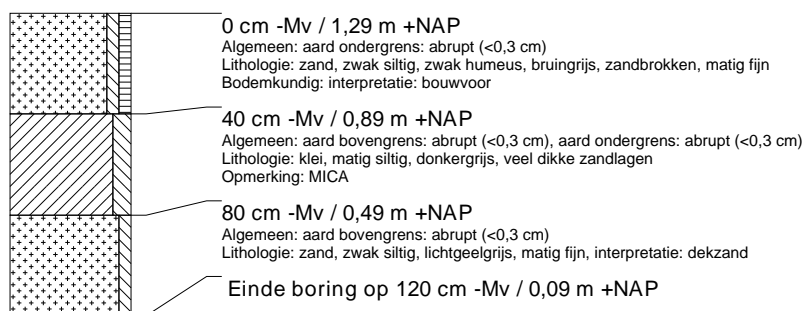 0 cm -Mv / 1,29 m +NAP
Algemeen: aard ondergrens: abrupt (<0,3 cm)
Lithologie: zand, zwak siltig, zwak humeus, bruingrijs, zandbrokken, matig fijn
Bodemkundig: interpretatie: bouwvoor
40 cm -Mv / 0,89 m +NAP
Algemeen: aard bovengrens: abrupt (<0,3 cm), aard ondergrens: abrupt (<0,3 cm)
Lithologie: klei, matig siltig, donkergrijs, veel dikke zandlagen
Opmerking: MICA
80 cm -Mv / 0,49 m +NAP
Algemeen: aard bovengrens: abrupt (<0,3 cm)
Lithologie: zand, zwak siltig, lichtgeelgrijs, matig fijn, interpretatie: dekzand
Einde boring op 120 cm -Mv / 0,09 m +NAP